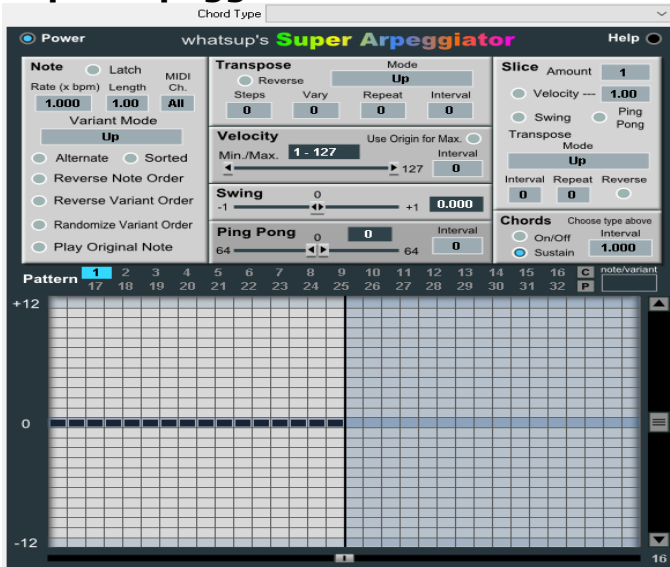 Chord Type
Power
whatsup's Super Arpeggiator
Help
Note
Latch
MIDI
Rate (x bpm) Length Ch.
1.000 1.00 All
Variant Mode
Up
Alternate Sorted
Reverse Note Order
Reverse Variant Order
Randomize Variant Order
Play Original Note
Transpose
Mode
Reverse
Up
Steps Vary Repeat Interval
0 0 0 0
Velocity
Use Origin for Max.
Min./Max. 1 - 127
Interval
127 0
Swing 0
-1 +1 0.000
Ping Pong 0 0
Interval
64 64 0
Slice Amount 1
Velocity --- 1.00
Swing Ping
Pong
Transpose
Mode
Up
Interval Repeat Reverse
0 0
Chords Choose type above
On/Off Interval
Sustain 1.000
Pattern
1 2 3 4 5 6 7 8 9 10 11 12 13 14 15 16 C note/variant
17 18 19 20 21 22 23 24 25 26 27 28 29 30 31 32 P
+12
0
-12
16